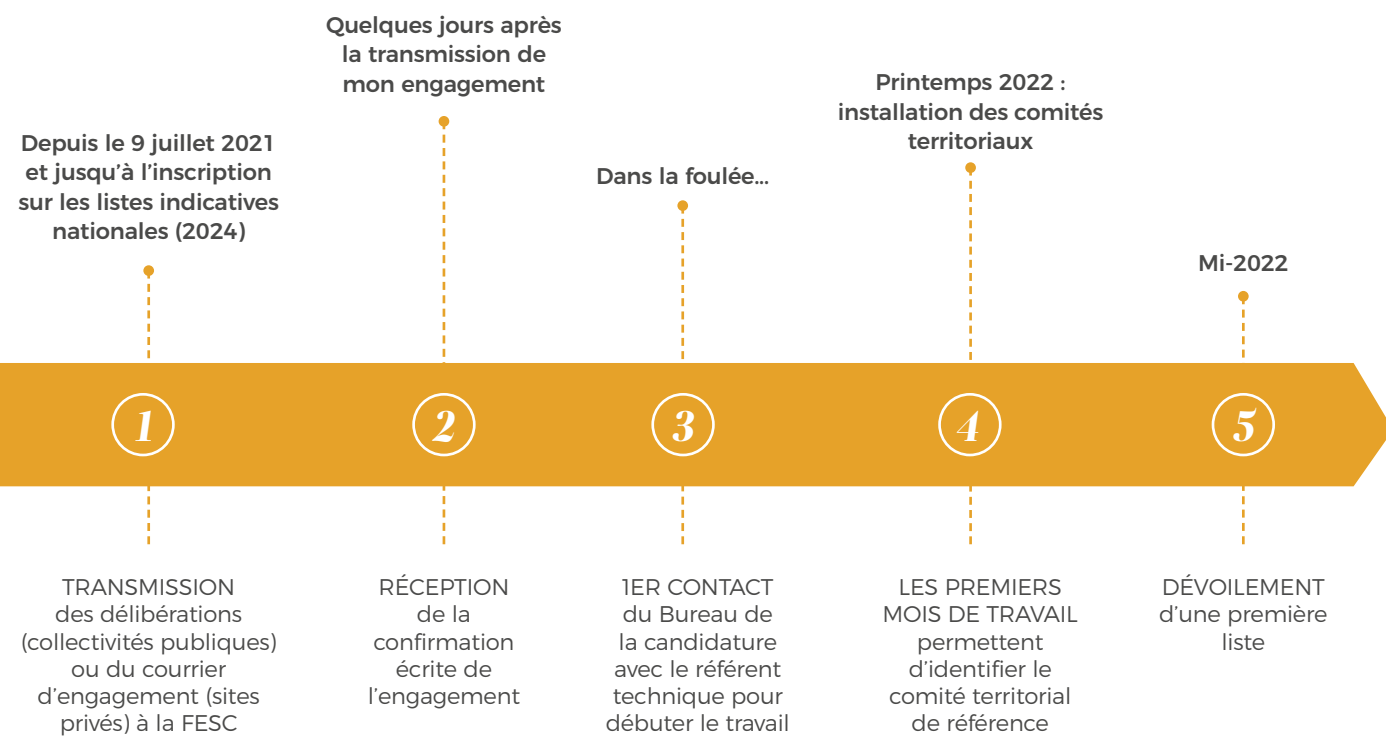 Depuis le 9 juillet 2021
et jusqu'à l'inscription
sur les listes indicatives
nationales (2024)
Quelques jours après
la transmission de
mon engagement
Dans la foulée...
Printemps 2022 :
installation des comités
territoriaux
Mi-2022
1
2
3
4
5
TRANSMISSION
des délibérations
(collectivités publiques)
ou du courrier
d'engagement (sites
privés) à la FESC
RÉCEPTION
de la
confirmation
écrite de
l'engagement
1ER CONTACT
du Bureau de
la candidature
avec le référent
technique pour
débuter le travail
LES PREMIERS
MOIS DE TRAVAIL
permettent
d'identifier le
comité territorial
de référence
DÉVOILEMENT
d'une première
liste